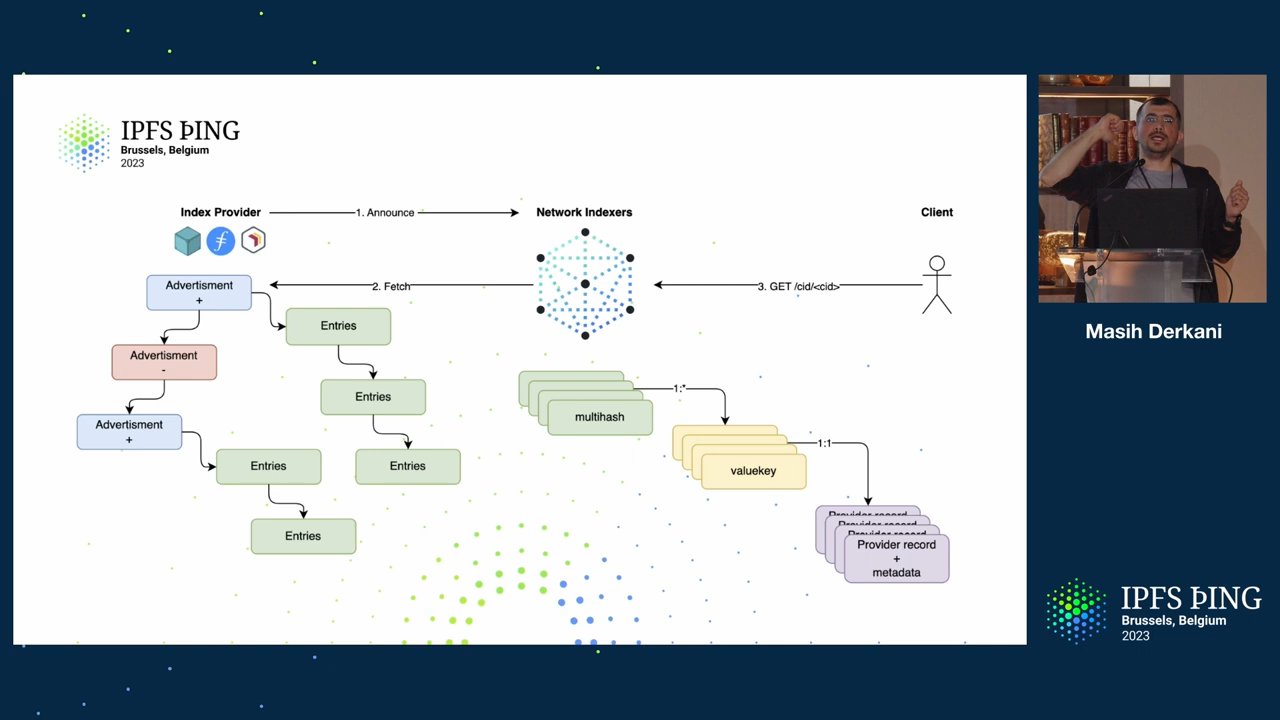 IPFS ÞING
Brussels, Belgium
2023
Index Provider
1. Announce
Network Indexers
Client
2. Fetch
3. GET /cid/<cid>
Advertisment
+
Entries
Advertisment
-
Entries
Advertisment
+
Entries
Entries
Entries
multihash
1:*
valuekey
1:1
Provider record
Provider record
Provider record
Provider record
+
metadata
Masih Derkani
IPFS ÞING
Brussels, Belgium
2023